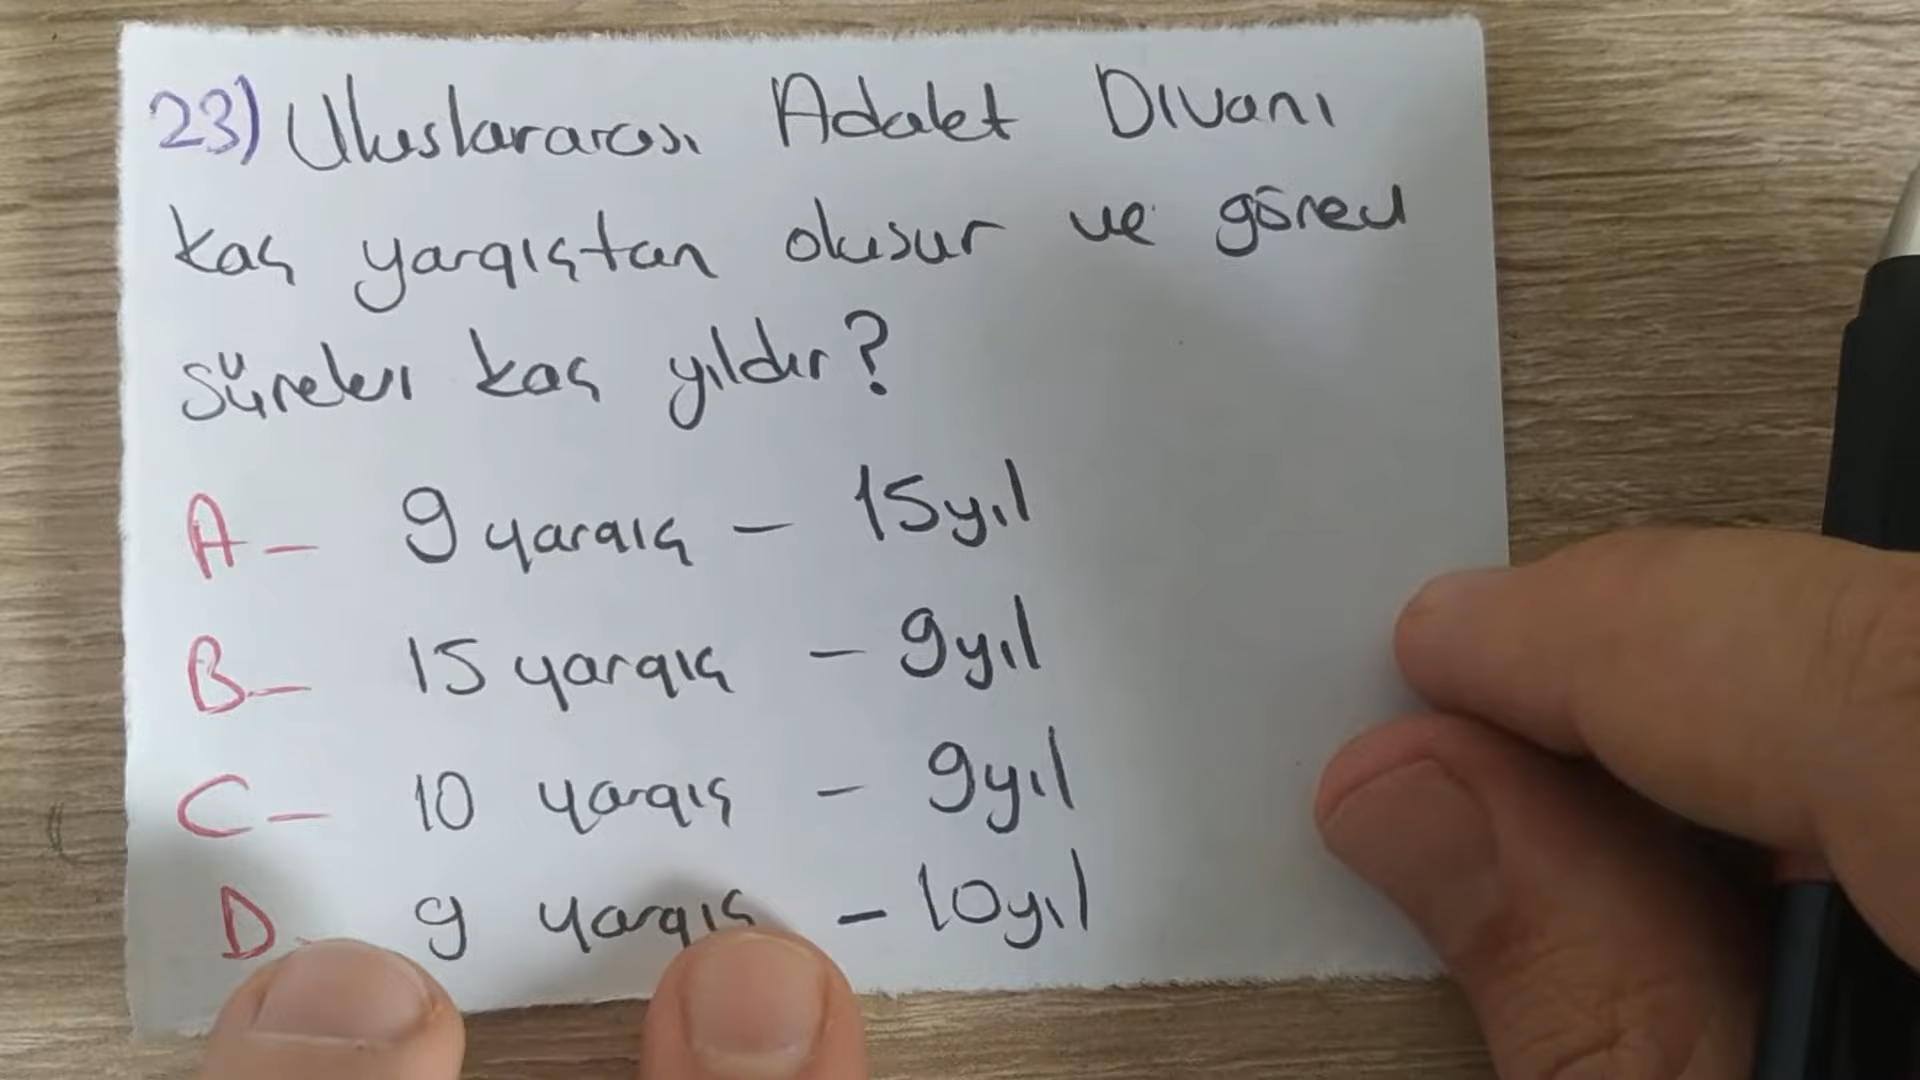 23) Uluslararası Adalet Divanı
kaç yargıçtan oluşur ve görev
süreleri kaç yıldır?
A- 9 yargıç - 15 yıl
B- 15 yargıç - 9 yıl
C- 10 yargıç - 9 yıl
D- 9 yargıç - 10 yıl